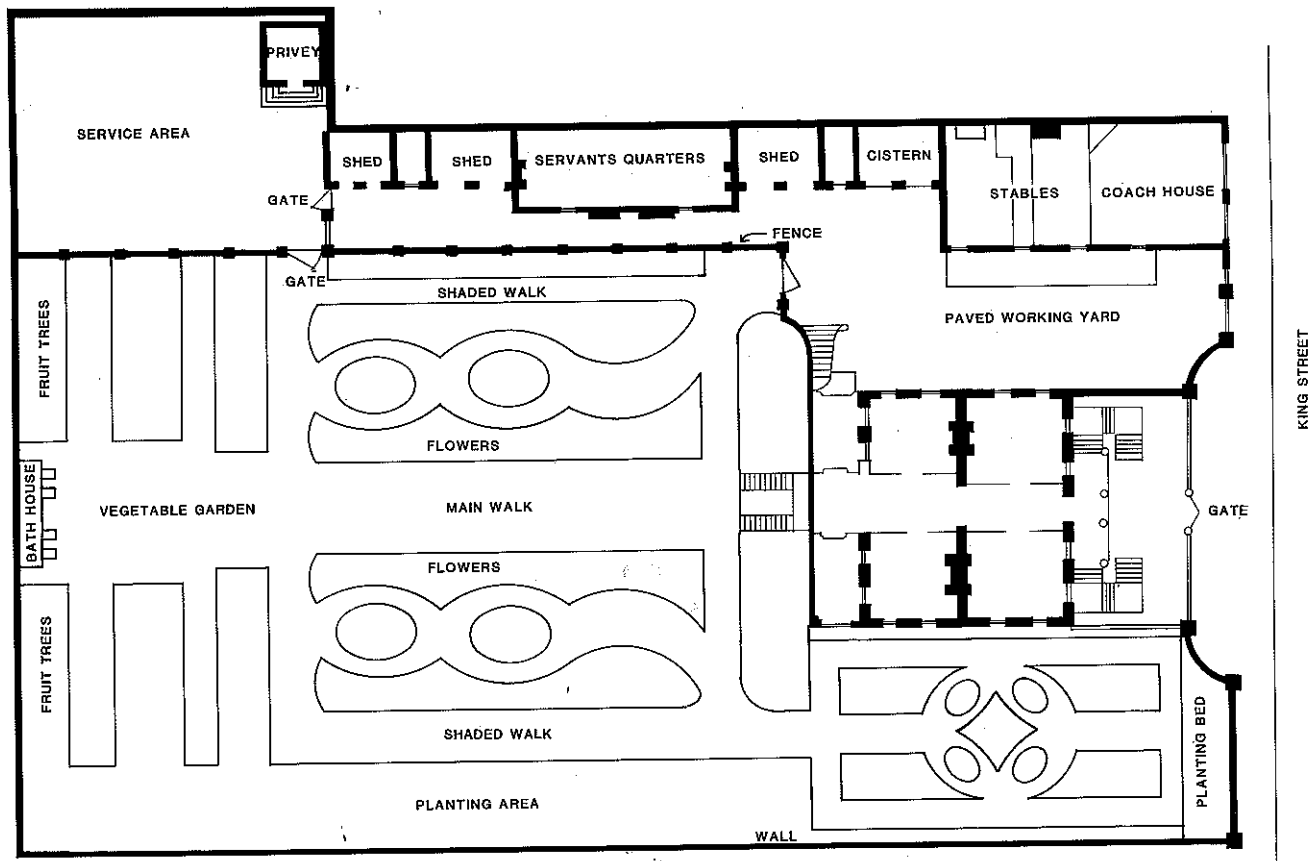 PRIVEY
SERVICE AREA
SHED
SHED
SERVANTS QUARTERS
SHED
CISTERN
STABLES
COACH HOUSE
GATE
FENCE
GATE
SHADED WALK
PAVED WORKING YARD
FRUIT TREES
KING STREET
FLOWERS
BATH HOUSE
VEGETABLE GARDEN
MAIN WALK
GATE
FLOWERS
FRUIT TREES
SHADED WALK
PLANTING BED
PLANTING AREA
WALL